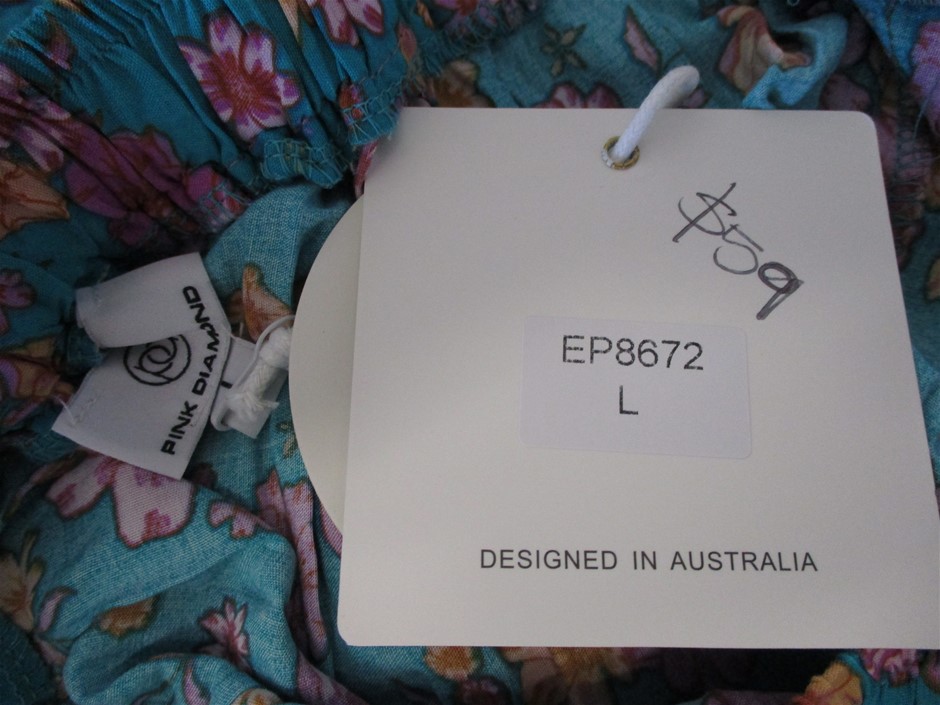 $59
EP8672
L
DESIGNED IN AUSTRALIA
PINK DIAMOND
L